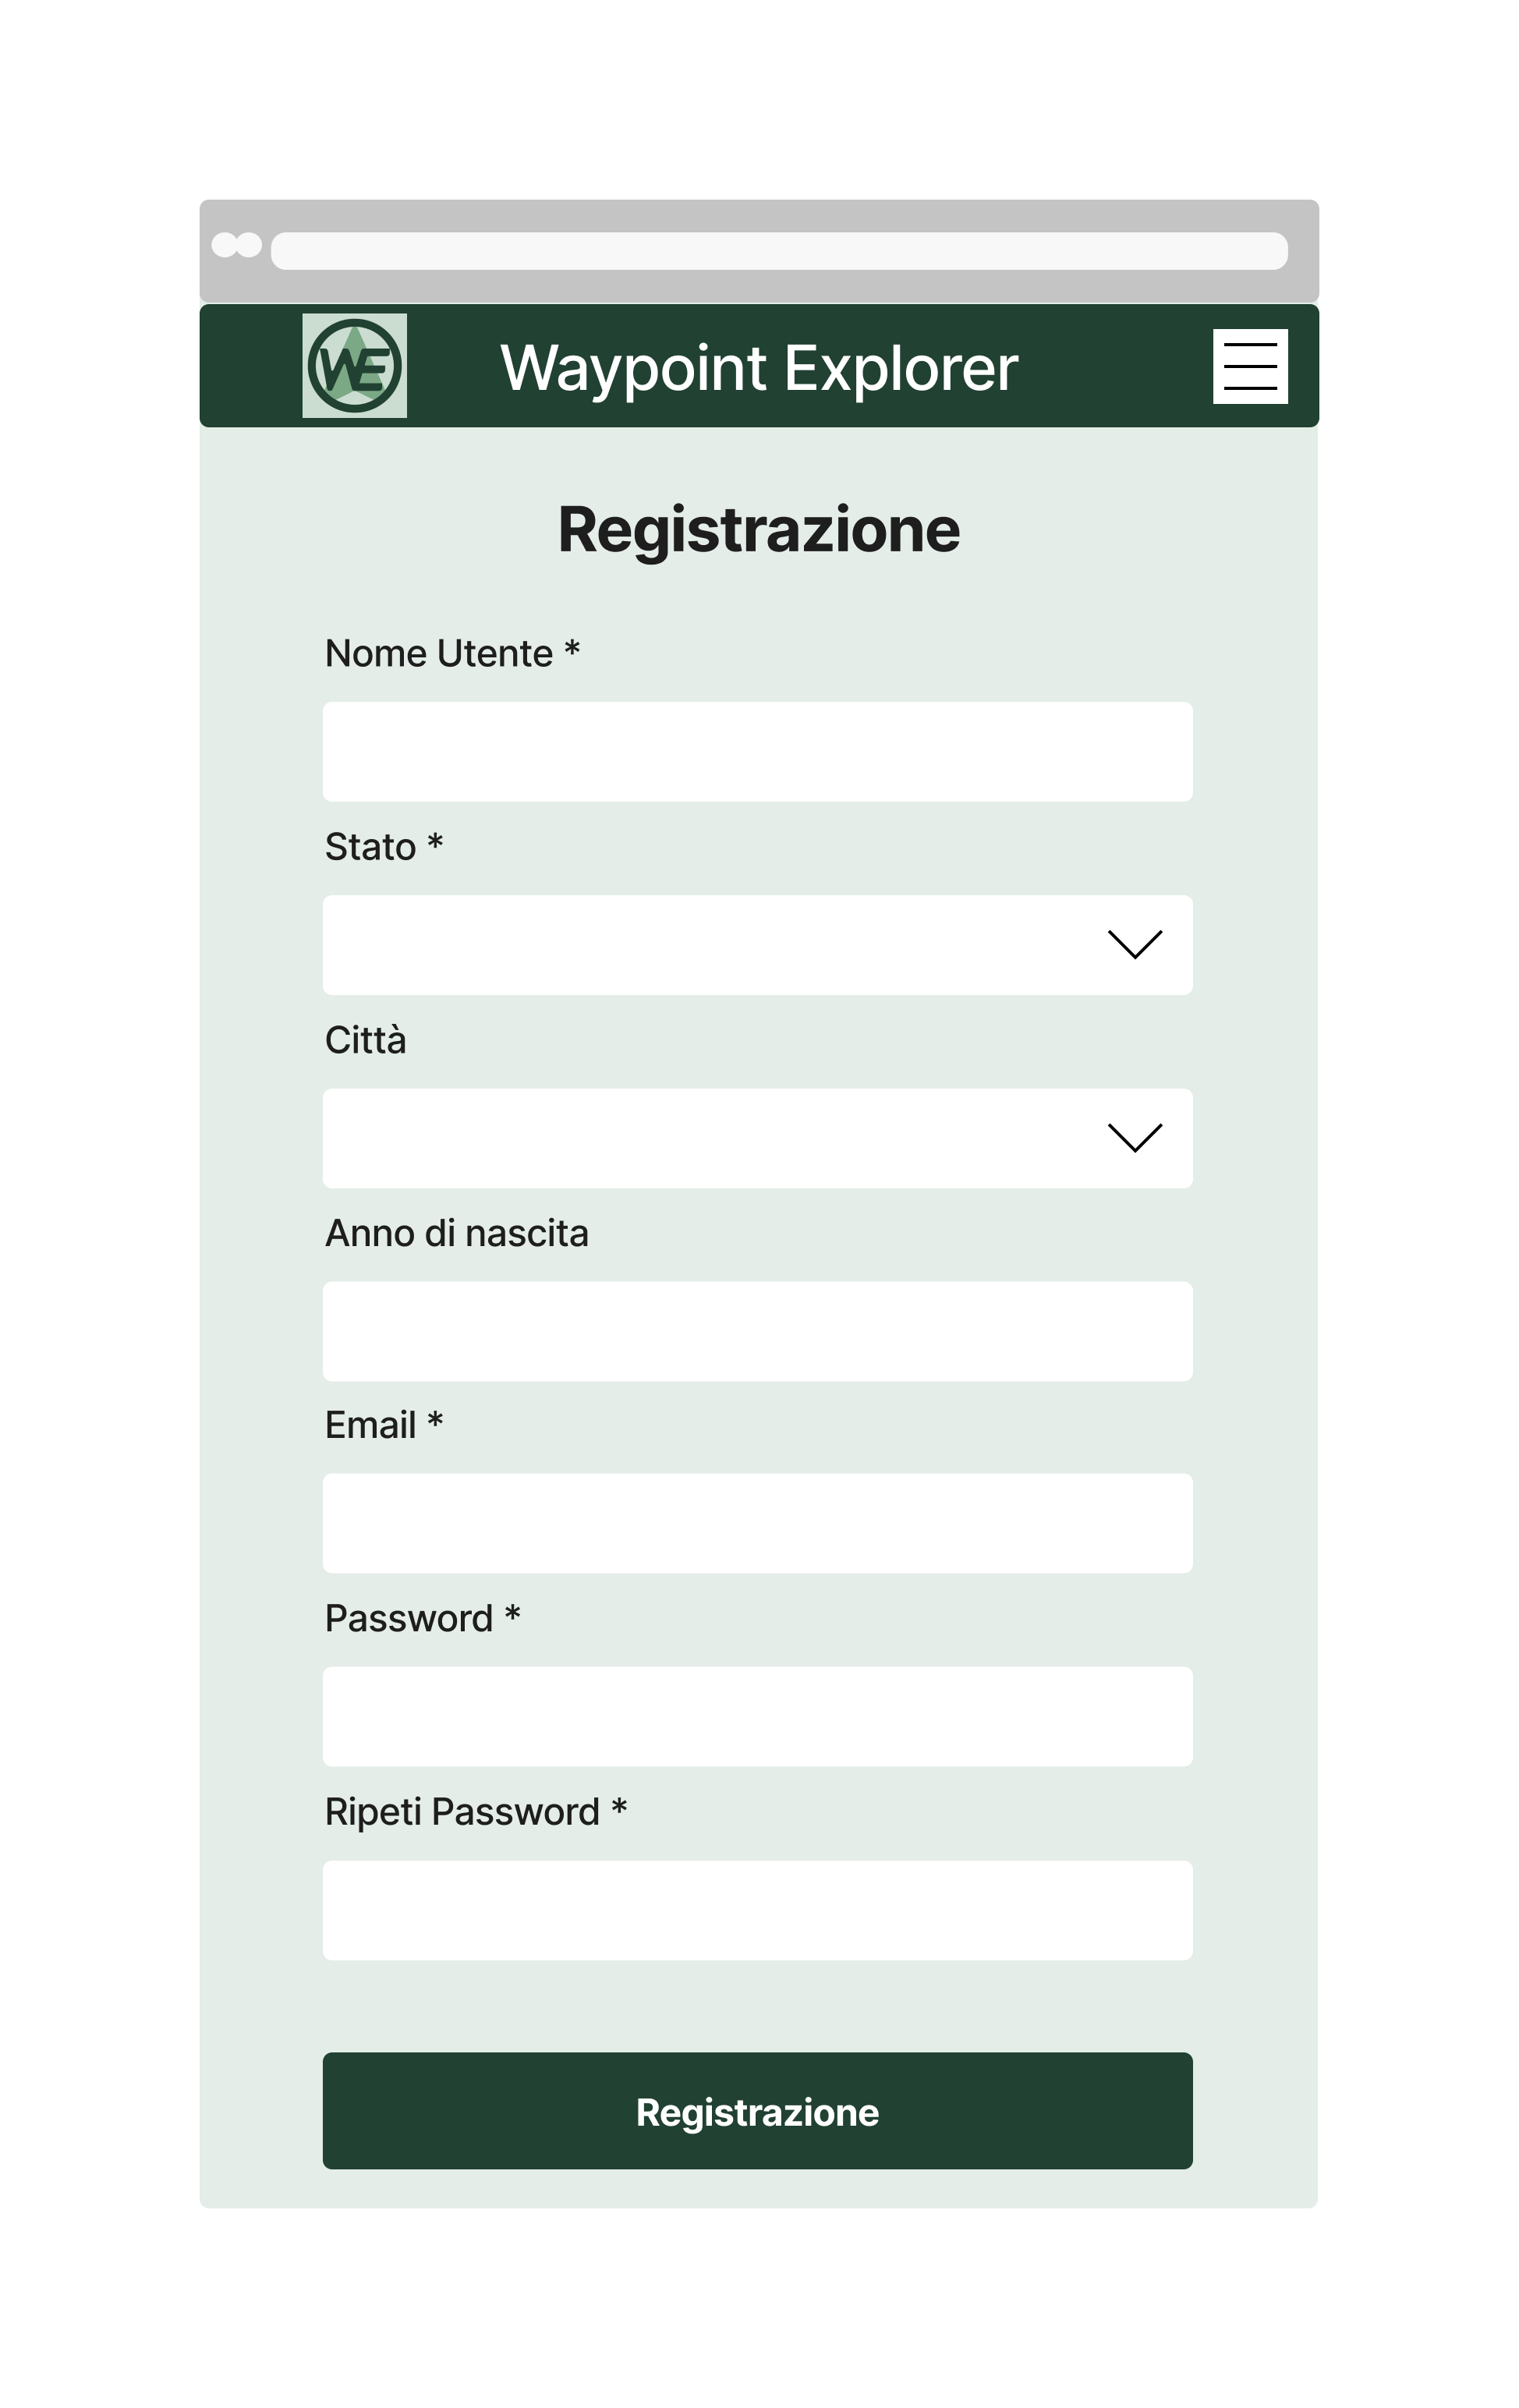 WE
Waypoint Explorer
Registrazione
Nome Utente *
Stato *
Città
Anno di nascita
Email *
Password *
Ripeti Password *
Registrazione